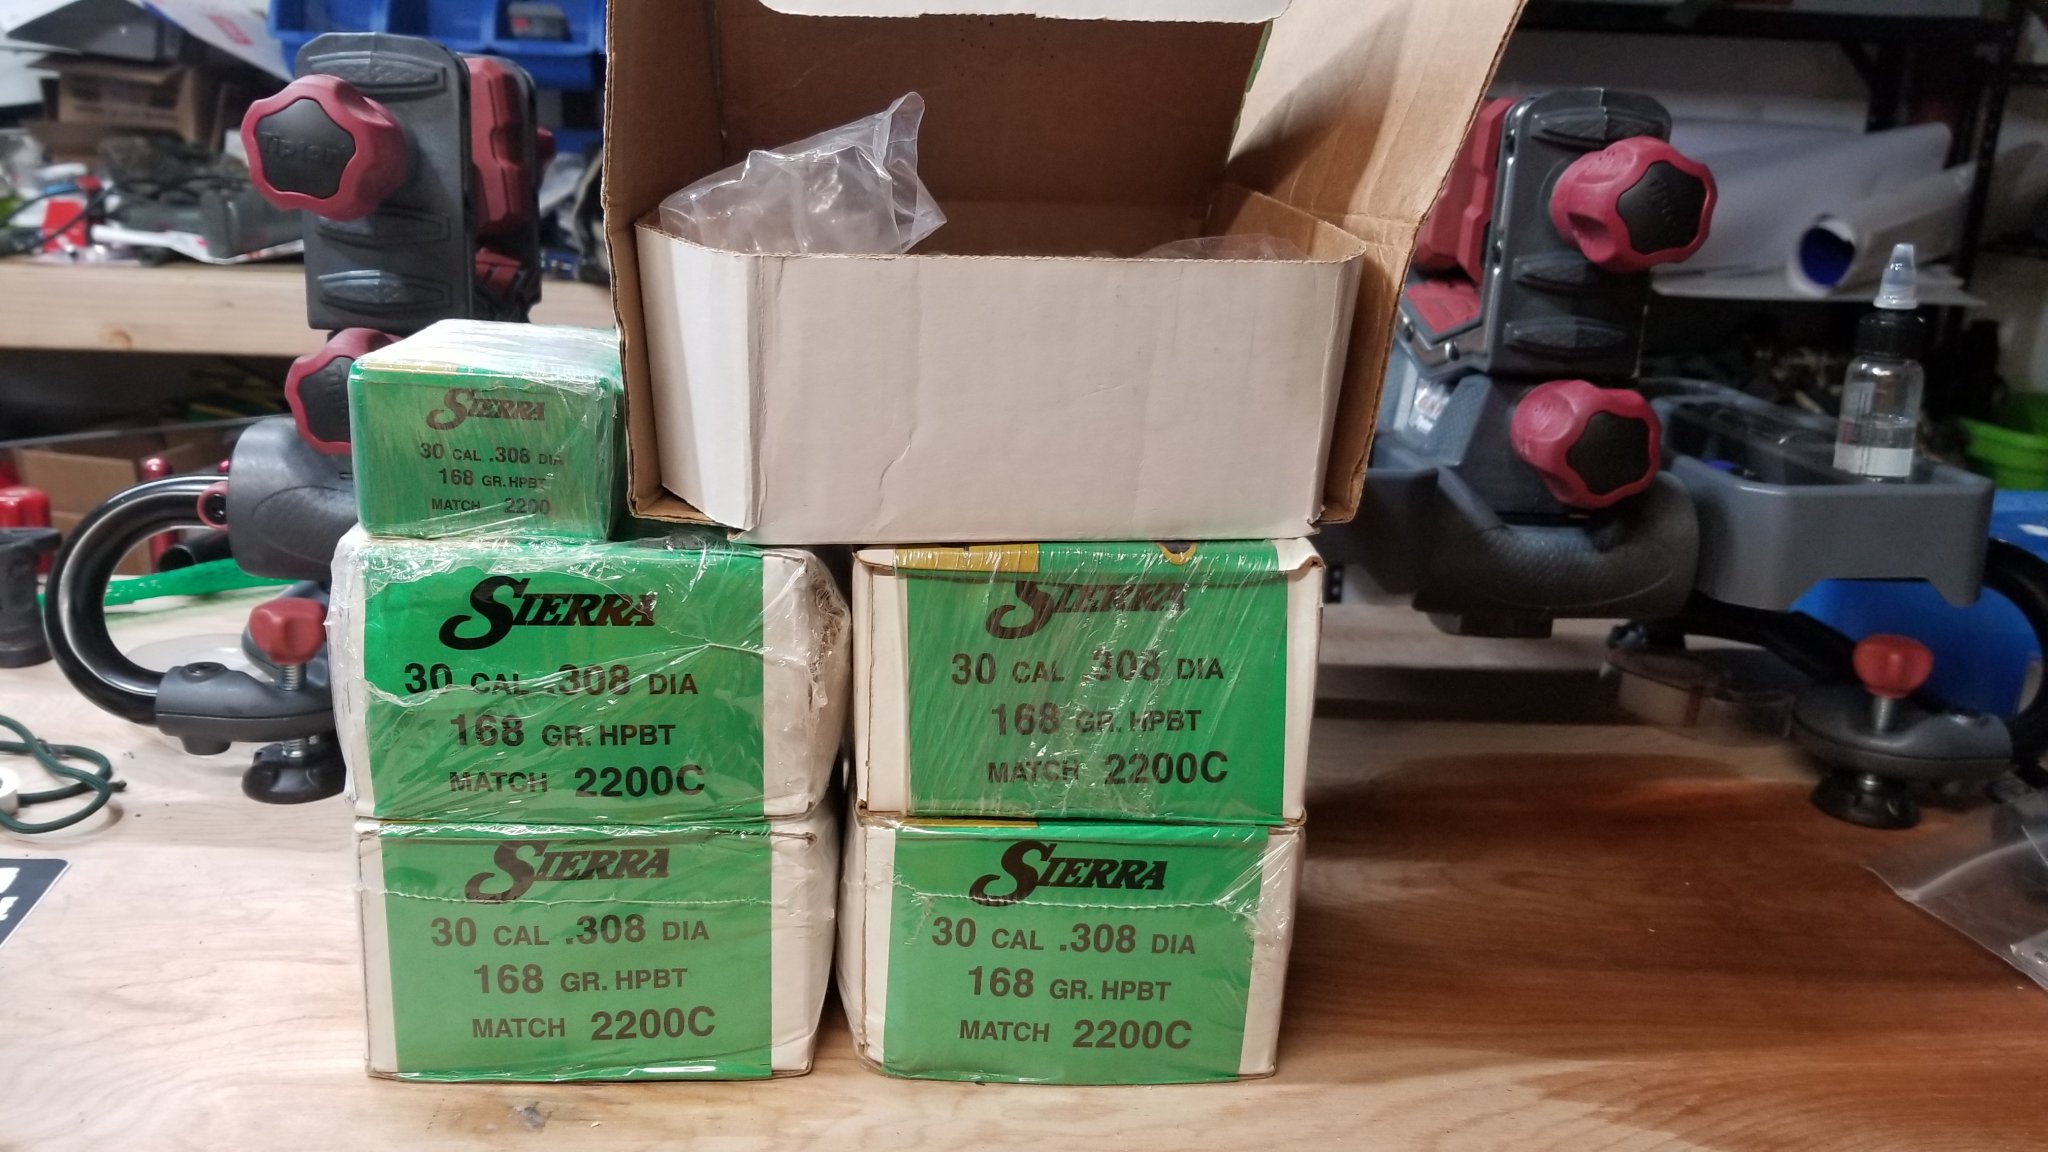 Tipton
SIERRA
30 CAL .308 DIA
168 GR. HPBT
MATCH 2200
SIERRA
30 CAL .308 DIA
168 GR. HPBT
MATCH 2200C
SIERRA
30 CAL .308 DIA
168 GR. HPBT
MATCH 2200C
SIERRA
30 CAL .308 DIA
168 GR. HPBT
MATCH 2200C
SIERRA
30 CAL .308 DIA
168 GR. HPBT
MATCH 2200C